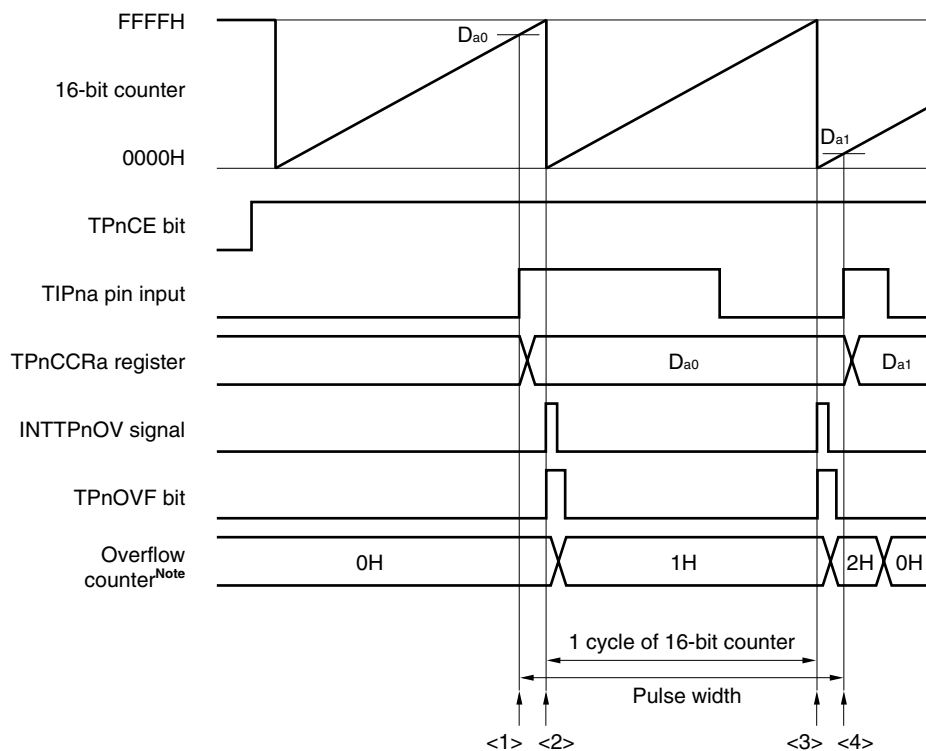 FFFFH
Da0
16-bit counter
Da1
0000H
TPnCE bit
TIPna pin input
TPnCCRa register
Da0
Da1
INTTPnOV signal
TPnOVF bit
Overflow
counterNote
0H
1H
2H
0H
1 cycle of 16-bit counter
Pulse width
<1>
<2>
<3>
<4>